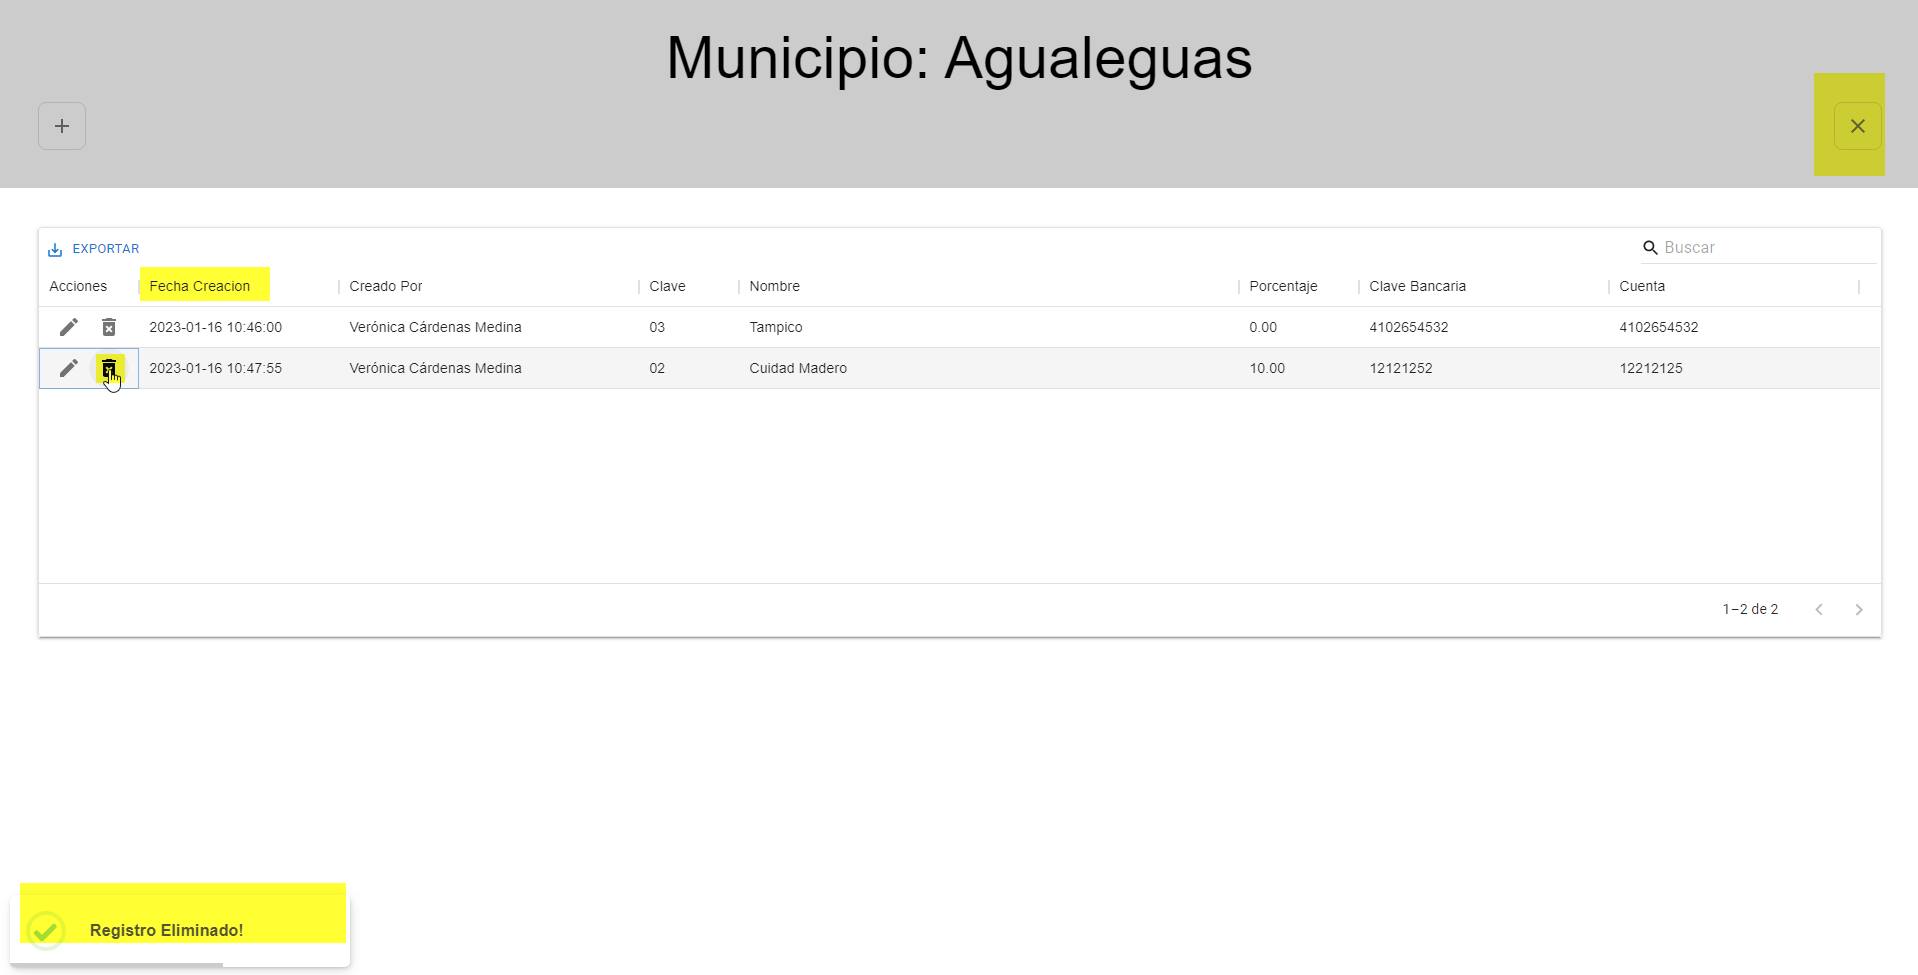 Municipio: Agualeguas
EXPORTAR
Buscar
Acciones Fecha Creacion Creado Por Clave Nombre Porcentaje Clave Bancaria Cuenta
2023-01-16 10:46:00 Verónica Cárdenas Medina 03 Tampico 0.00 4102654532 4102654532
2023-01-16 10:47:55 Verónica Cárdenas Medina 02 Cuidad Madero 10.00 12121252 12212125
1–2 de 2
Registro Eliminado!